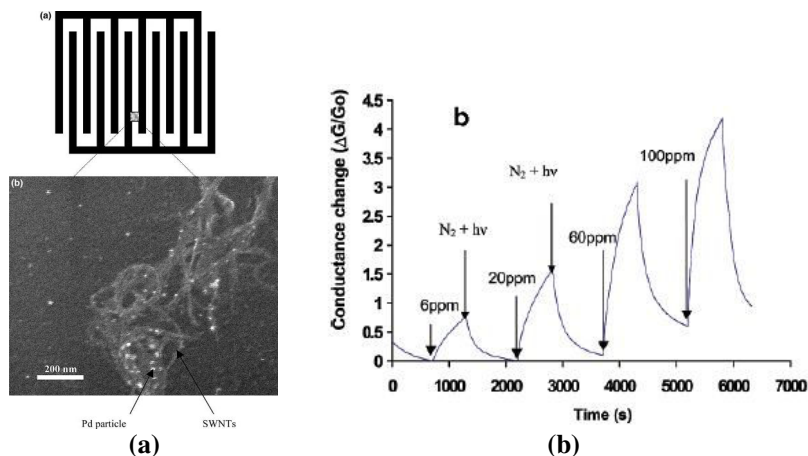 (a)
(b)
200 nm
Pd particle
SWNTs
(a)
b
Conductance change (ΔG/Go)
4.5
4
3.5
3
2.5
2
1.5
1
0.5
0
6ppm
N₂ + hν
20ppm
N₂ + hν
60ppm
100ppm
0 1000 2000 3000 4000 5000 6000 7000
Time (s)
(b)